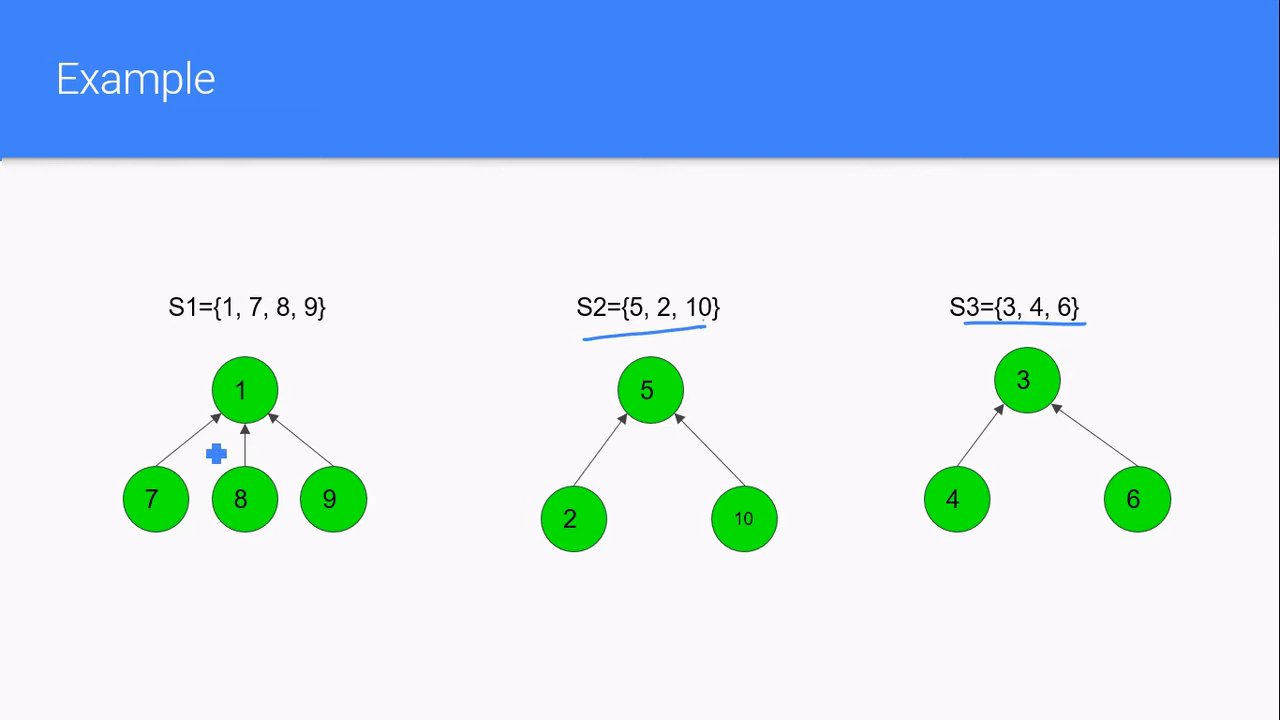 Example
S1={1, 7, 8, 9}
S2={5, 2, 10}
S3={3, 4, 6}
1
5
3
7
8
9
2
10
4
6